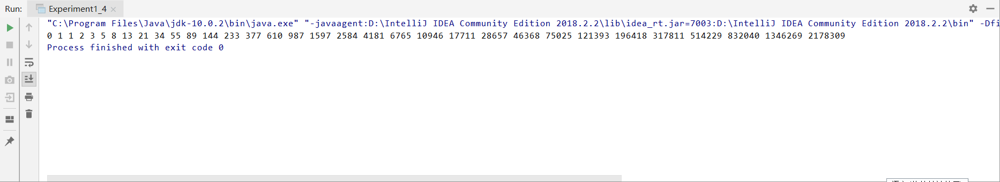 Run: Experiment1_4
"C:\Program Files\Java\jdk-10.0.2\bin\java.exe" "-javaagent:D:\IntelliJ IDEA Community Edition 2018.2.2\lib\idea_rt.jar=7003:D:\IntelliJ IDEA Community Edition 2018.2.2\bin" -Dfi
0 1 1 2 3 5 8 13 21 34 55 89 144 233 377 610 987 1597 2584 4181 6765 10946 17711 28657 46368 75025 121393 196418 317811 514229 832040 1346269 2178309
Process finished with exit code 0